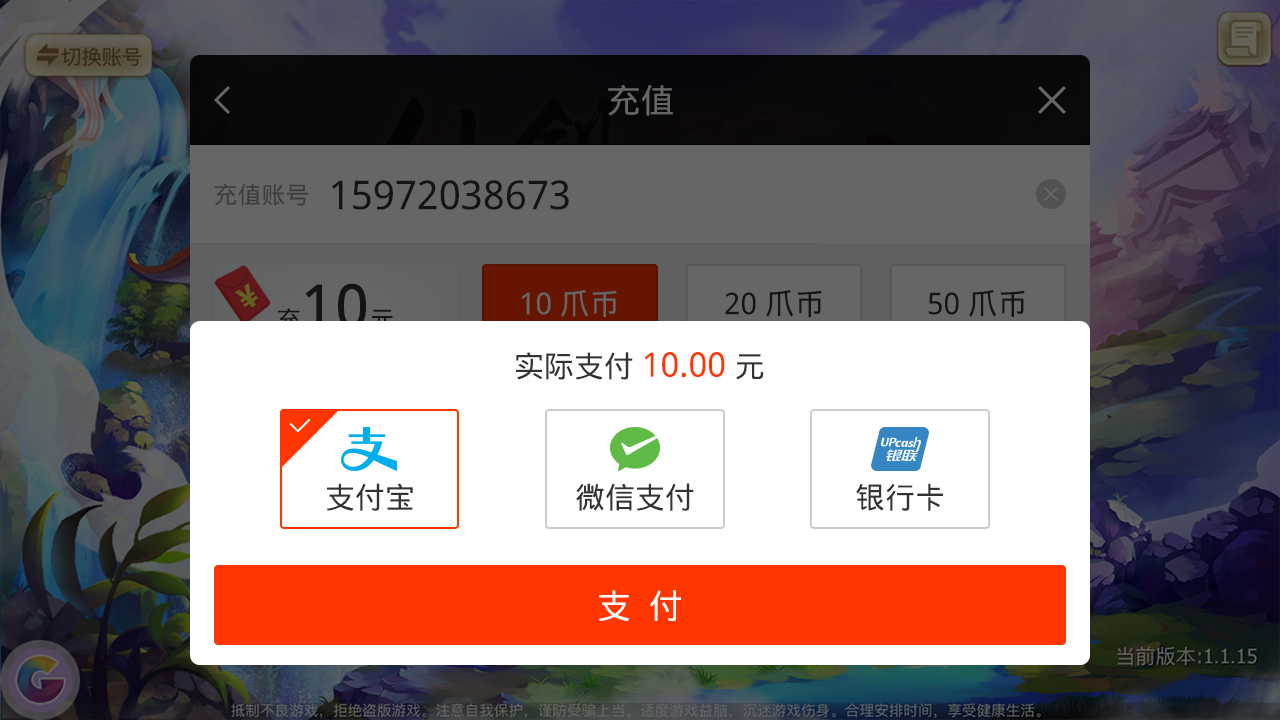 切换账号
充值
充值账号 15972038673
充10元 10 爪币 20 爪币 50 爪币
实际支付 10.00 元
UPcash
银联
支付宝 微信支付 银行卡
支 付
当前版本:1.1.15
抵制不良游戏，拒绝盗版游戏。注意自我保护，谨防受骗上当。适度游戏益脑，沉迷游戏伤身。合理安排时间，享受健康生活。